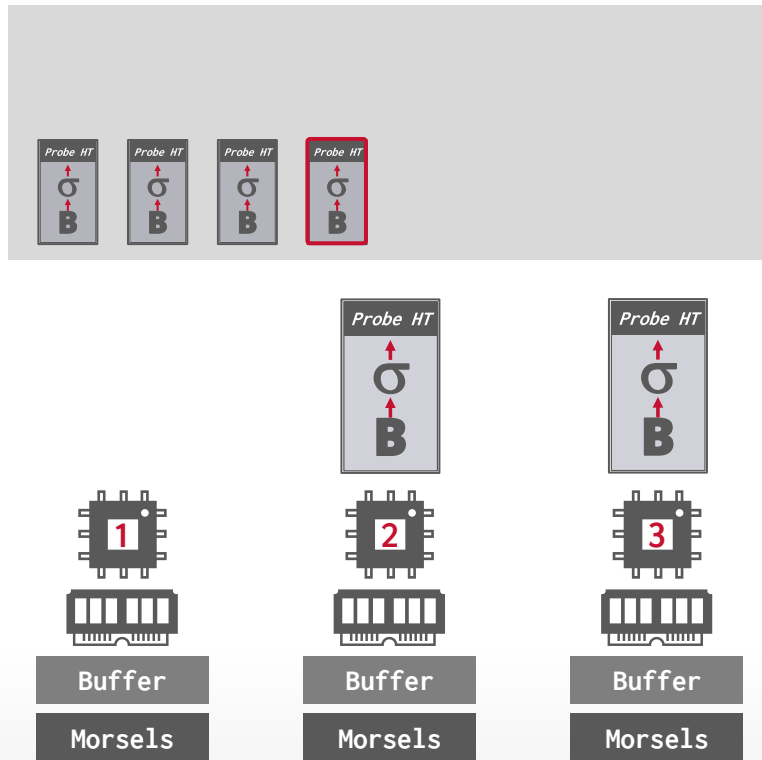 Probe HT Probe HT Probe HT Probe HT
σ σ σ σ
B B B B
Probe HT Probe HT
σ σ
B B
1 2 3
Buffer Buffer Buffer
Morsels Morsels Morsels